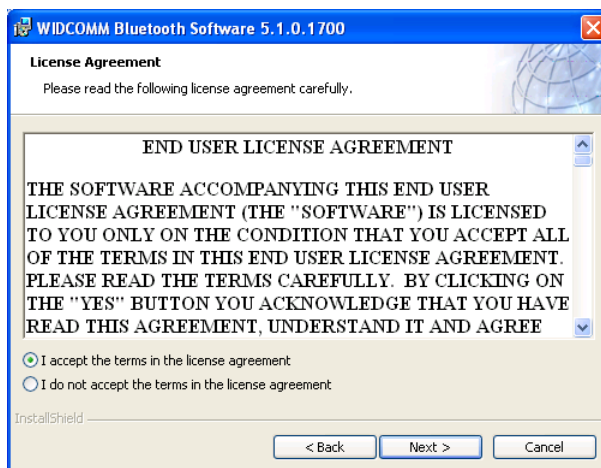 WIDCOMM Bluetooth Software 5.1.0.1700
License Agreement
Please read the following license agreement carefully.
END USER LICENSE AGREEMENT
THE SOFTWARE ACCOMPANYING THIS END USER
LICENSE AGREEMENT (THE "SOFTWARE") IS LICENSED
TO YOU ONLY ON THE CONDITION THAT YOU ACCEPT ALL
OF THE TERMS IN THIS END USER LICENSE AGREEMENT.
PLEASE READ THE TERMS CAREFULLY.  BY CLICKING ON
THE "YES" BUTTON YOU ACKNOWLEDGE THAT YOU HAVE
READ THIS AGREEMENT, UNDERSTAND IT AND AGREE
I accept the terms in the license agreement
I do not accept the terms in the license agreement
InstallShield
< Back Next > Cancel